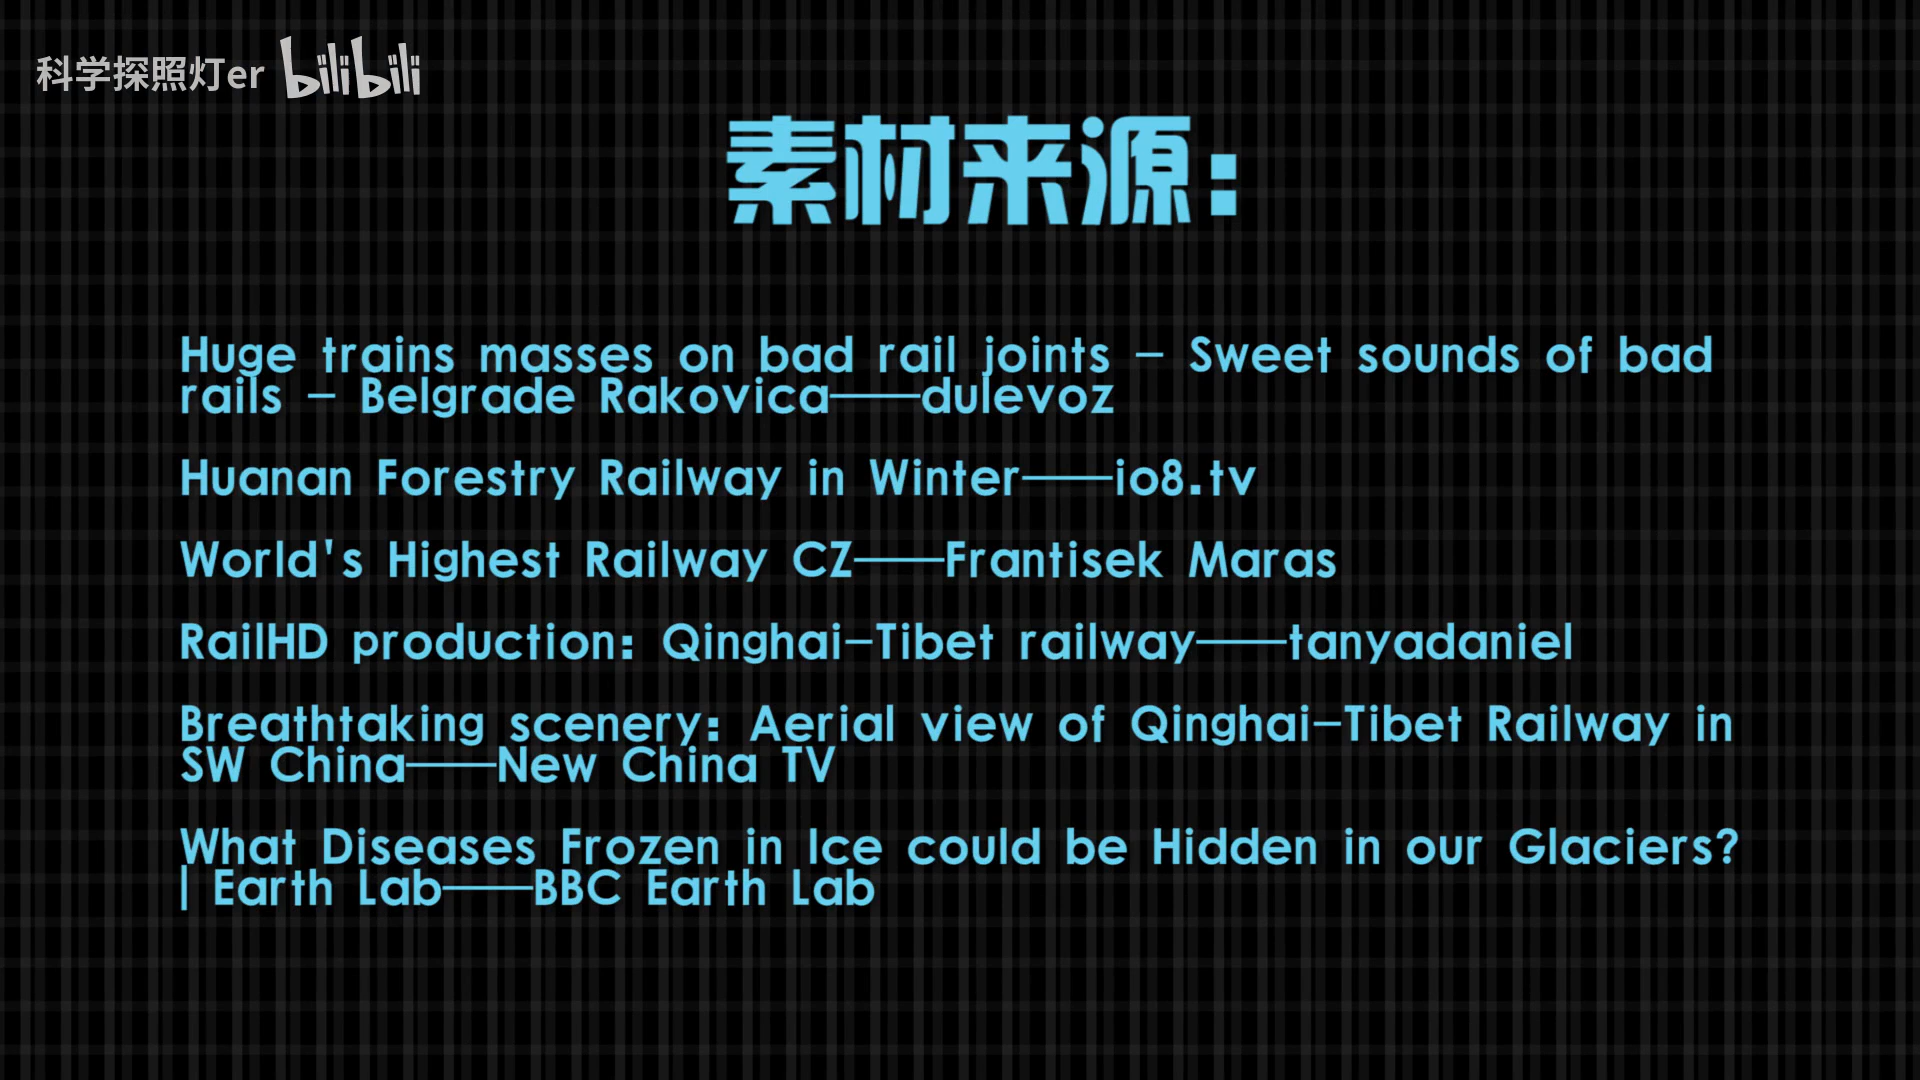 科学探照灯er bilibili
素材来源:
Huge trains masses on bad rail joints - Sweet sounds of bad
rails - Belgrade Rakovica——dulevoz
Huanan Forestry Railway in Winter——io8.tv
World's Highest Railway CZ——Frantisek Maras
RailHD production: Qinghai-Tibet railway——tanyadaniel
Breathtaking scenery: Aerial view of Qinghai-Tibet Railway in
SW China——New China TV
What Diseases Frozen in Ice could be Hidden in our Glaciers?
| Earth Lab——BBC Earth Lab